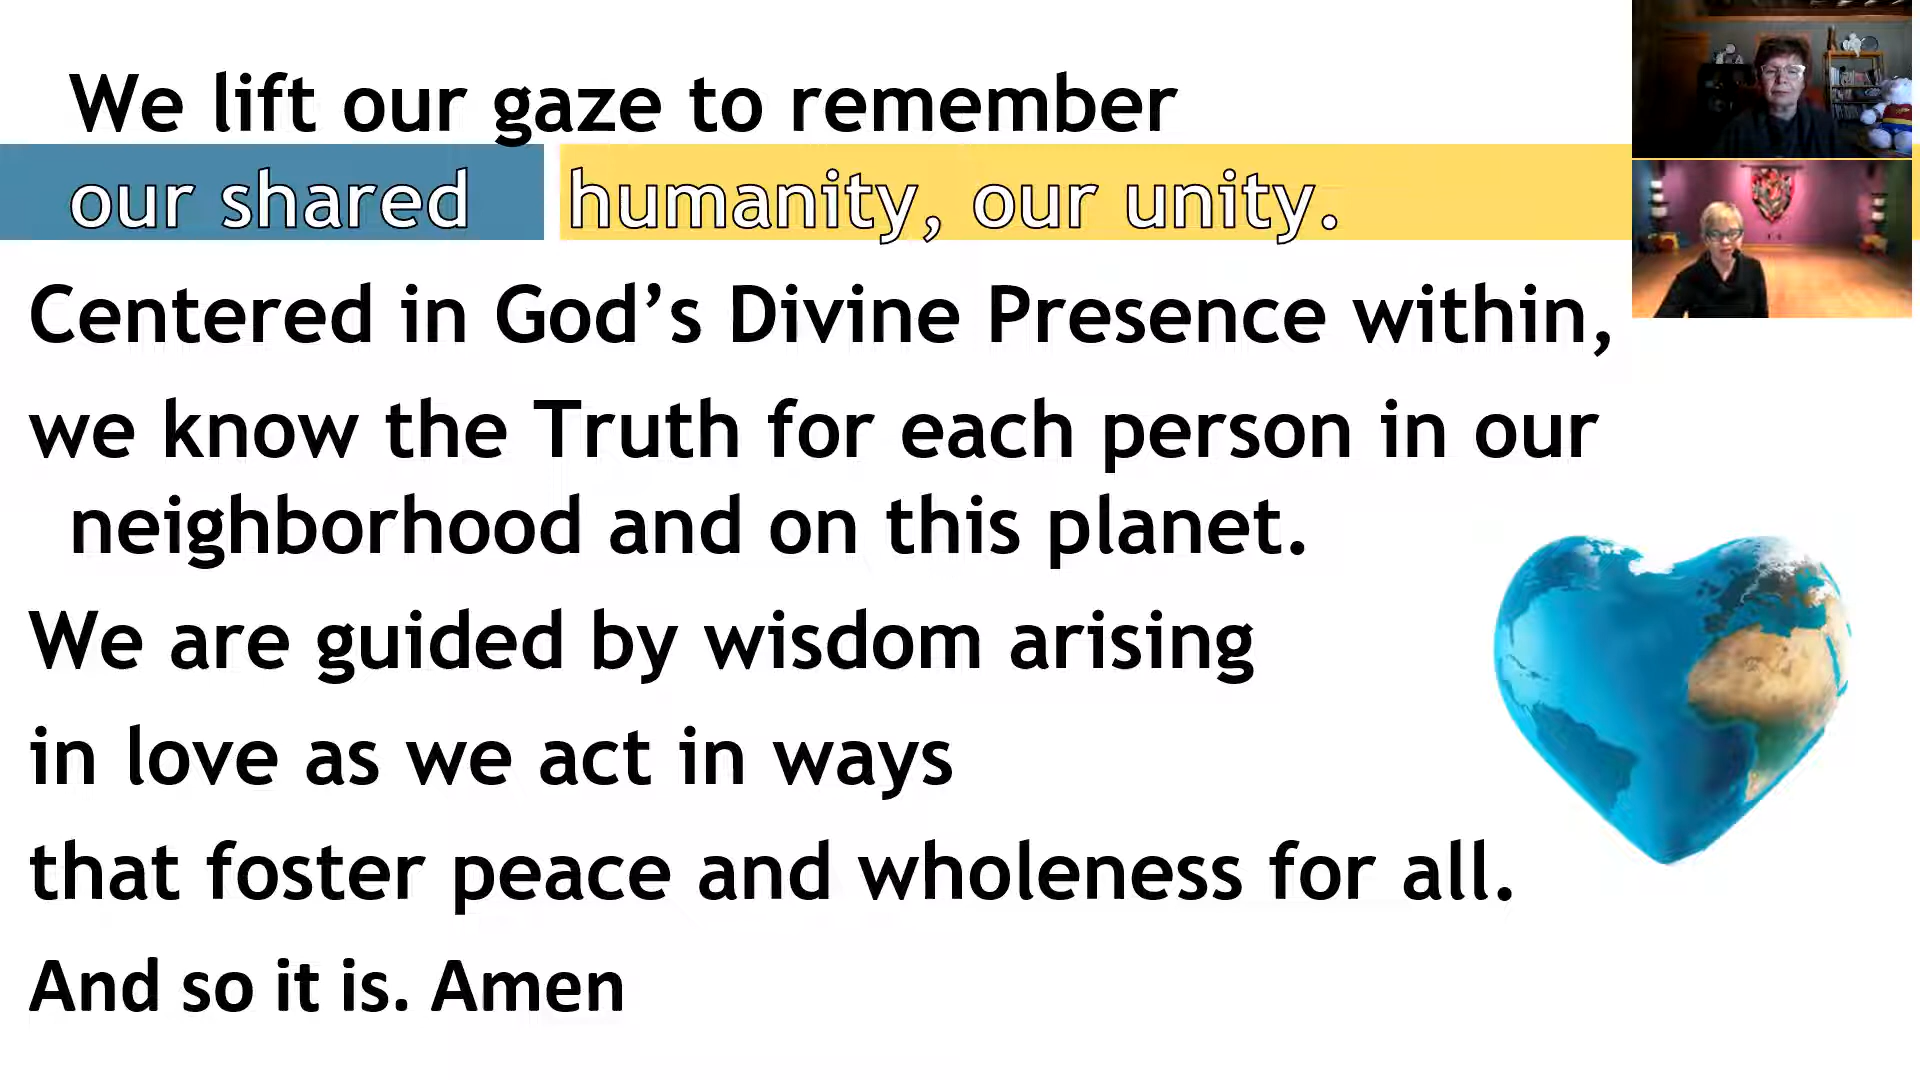 We lift our gaze to remember
our shared humanity, our unity.
Centered in God’s Divine Presence within,
we know the Truth for each person in our
neighborhood and on this planet.
We are guided by wisdom arising
in love as we act in ways
that foster peace and wholeness for all.
And so it is. Amen